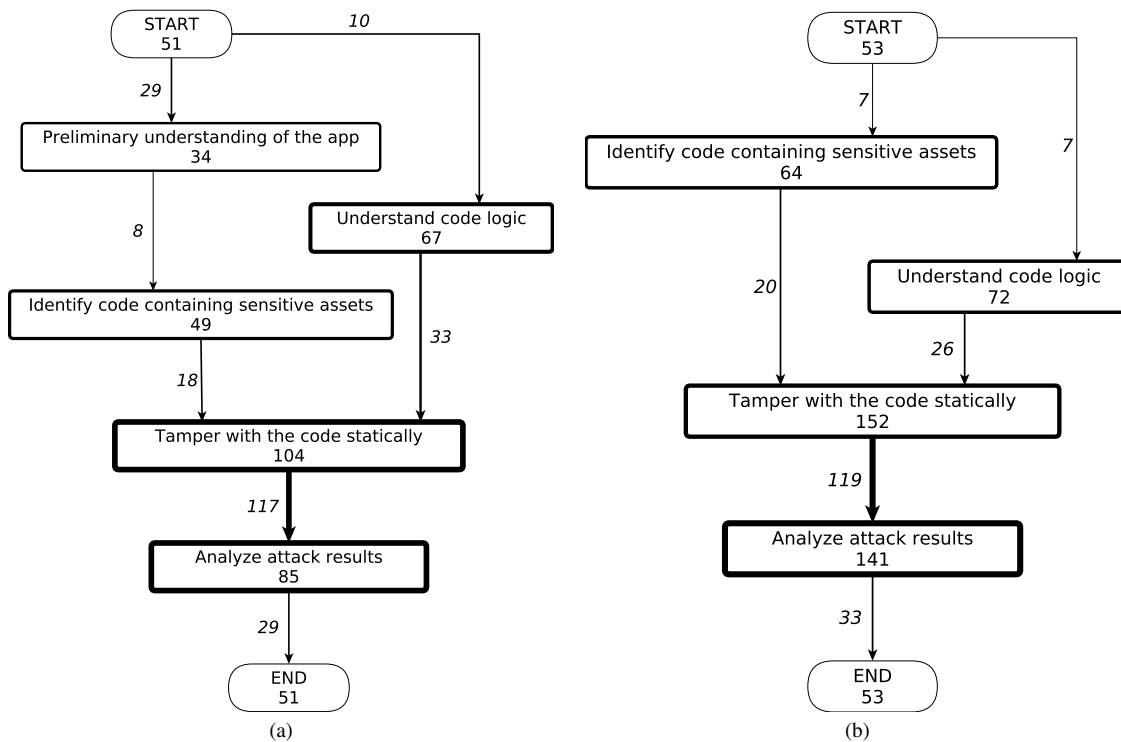 START
51
10
29
Preliminary understanding of the app
34
Understand code logic
67
8
Identify code containing sensitive assets
49
33
18
Tamper with the code statically
104
117
Analyze attack results
85
29
END
51
(a)
START
53
7
7
Identify code containing sensitive assets
64
Understand code logic
72
20
26
Tamper with the code statically
152
119
Analyze attack results
141
33
END
53
(b)